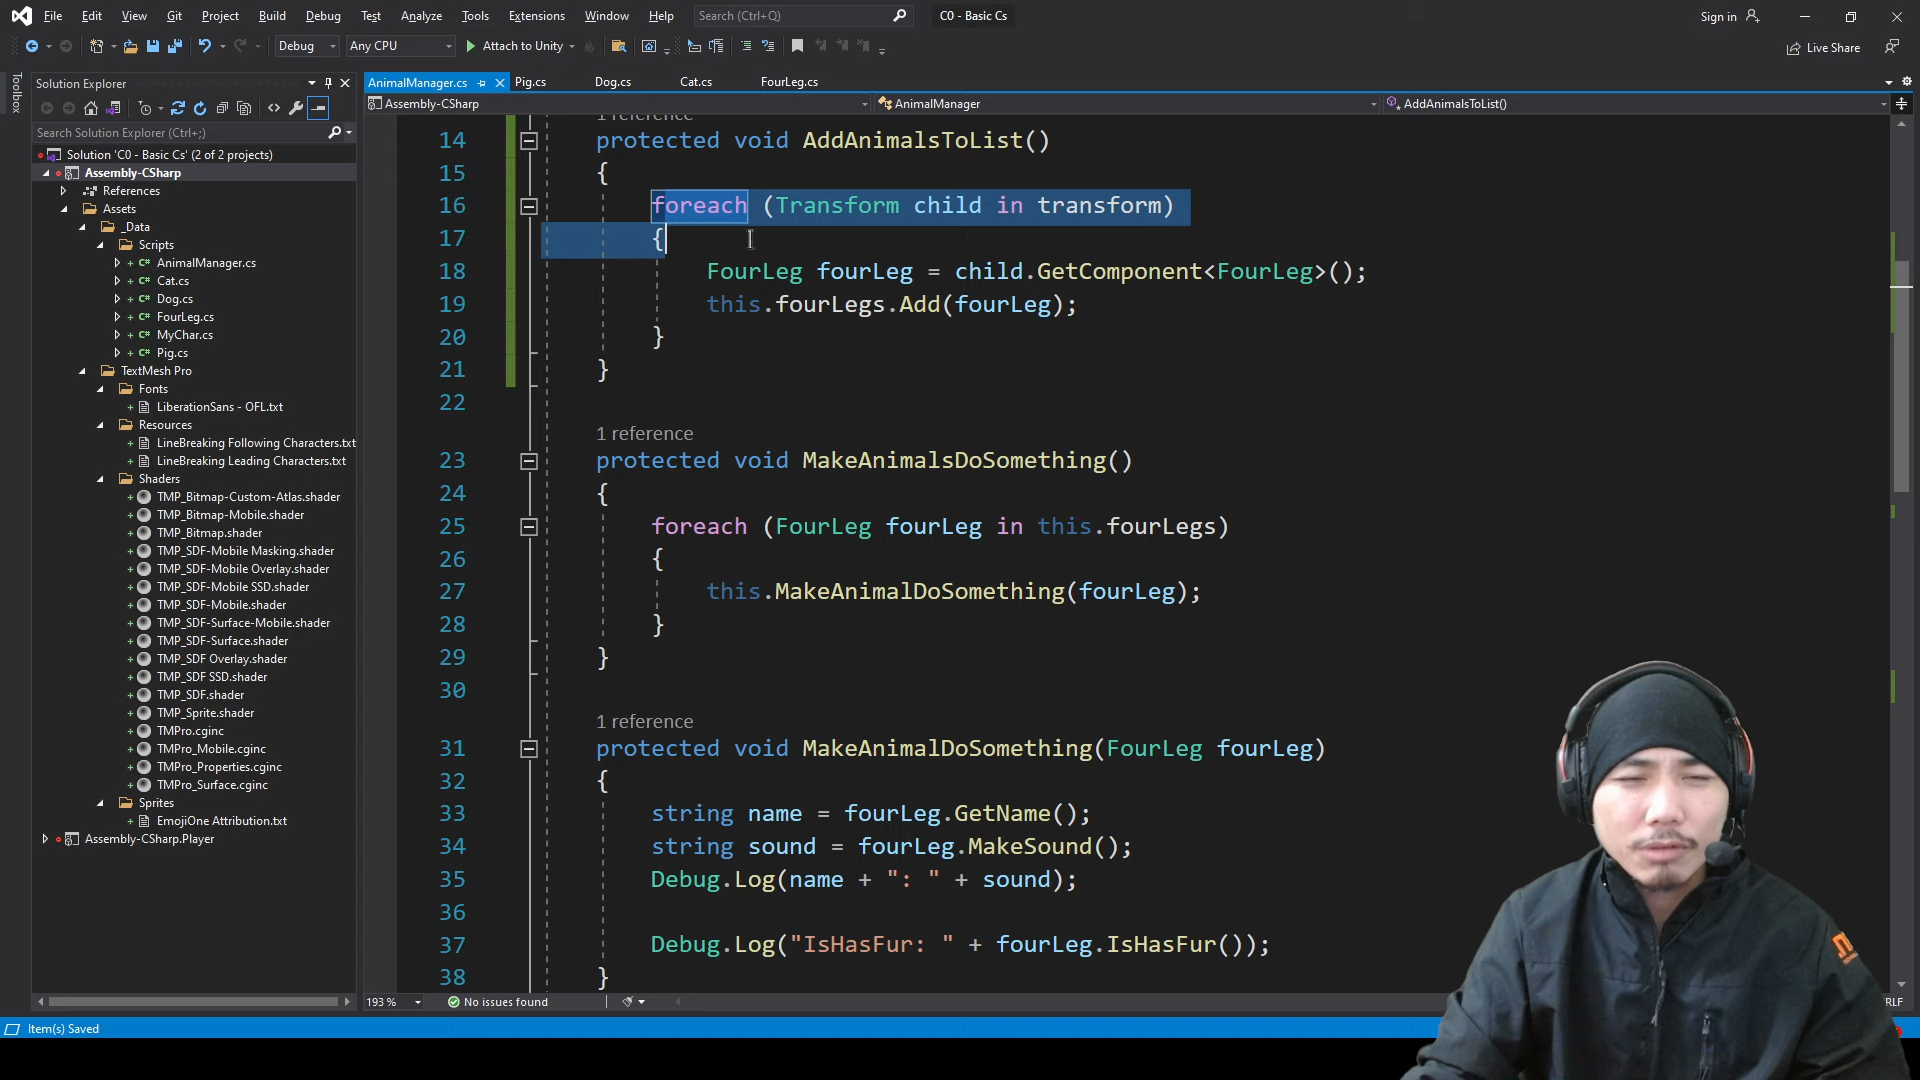 File Edit View Git Project Build Debug Test Analyze Tools Extensions Window Help Search (Ctrl+Q) C0 - Basic Cs Sign in
Debug Any CPU Attach to Unity Live Share
Toolbox
Solution Explorer
Search Solution Explorer (Ctrl+;)
Solution 'C0 - Basic Cs' (2 of 2 projects)
Assembly-CSharp
References
Assets
_Data
Scripts
C# AnimalManager.cs
C# Cat.cs
C# Dog.cs
C# FourLeg.cs
C# MyChar.cs
C# Pig.cs
TextMesh Pro
Fonts
LiberationSans - OFL.txt
Resources
LineBreaking Following Characters.txt
LineBreaking Leading Characters.txt
Shaders
TMP_Bitmap-Custom-Atlas.shader
TMP_Bitmap-Mobile.shader
TMP_Bitmap.shader
TMP_SDF-Mobile Masking.shader
TMP_SDF-Mobile Overlay.shader
TMP_SDF-Mobile SSD.shader
TMP_SDF-Mobile.shader
TMP_SDF-Surface-Mobile.shader
TMP_SDF-Surface.shader
TMP_SDF Overlay.shader
TMP_SDF SSD.shader
TMP_SDF.shader
TMP_Sprite.shader
TMPro.cginc
TMPro_Mobile.cginc
TMPro_Properties.cginc
TMPro_Surface.cginc
Sprites
EmojiOne Attribution.txt
Assembly-CSharp.Player
AnimalManager.cs Pig.cs Dog.cs Cat.cs FourLeg.cs
Assembly-CSharp AnimalManager AddAnimalsToList()
1 reference
14 protected void AddAnimalsToList()
15 {
16 foreach (Transform child in transform)
17 {
18 FourLeg fourLeg = child.GetComponent<FourLeg>();
19 this.fourLegs.Add(fourLeg);
20 }
21 }
22
1 reference
23 protected void MakeAnimalsDoSomething()
24 {
25 foreach (FourLeg fourLeg in this.fourLegs)
26 {
27 this.MakeAnimalDoSomething(fourLeg);
28 }
29 }
30
1 reference
31 protected void MakeAnimalDoSomething(FourLeg fourLeg)
32 {
33 string name = fourLeg.GetName();
34 string sound = fourLeg.MakeSound();
35 Debug.Log(name + ": " + sound);
36
37 Debug.Log("IsHasFur: " + fourLeg.IsHasFur());
38 }
193 % No issues found RLF
Item(s) Saved